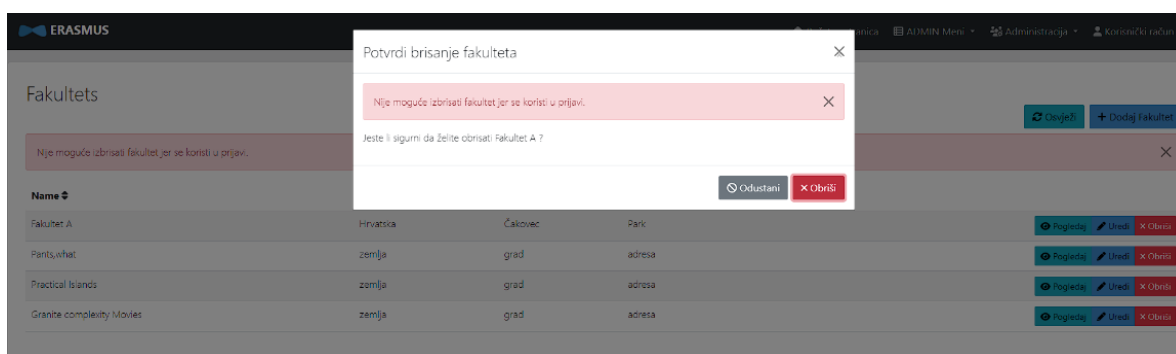 ERASMUS
anica ADMIN Meni Administracija Korisnički račun
Potvrdi brisanje fakulteta
Nije moguće izbrisati fakultet jer se koristi u prijavi.
Jeste li sigurni da želite obrisati Fakultet A ?
Odustani Obriši
Fakultets
Osvježi Dodaj Fakultet
Nije moguće izbrisati fakultet jer se koristi u prijavi.
Name
Fakultet A Hrvatska Čakovec Park Pogledaj Uredi Obriši
Pants,what zemlja grad adresa Pogledaj Uredi Obriši
Practical Islands zemlja grad adresa Pogledaj Uredi Obriši
Granite complexity Movies zemlja grad adresa Pogledaj Uredi Obriši